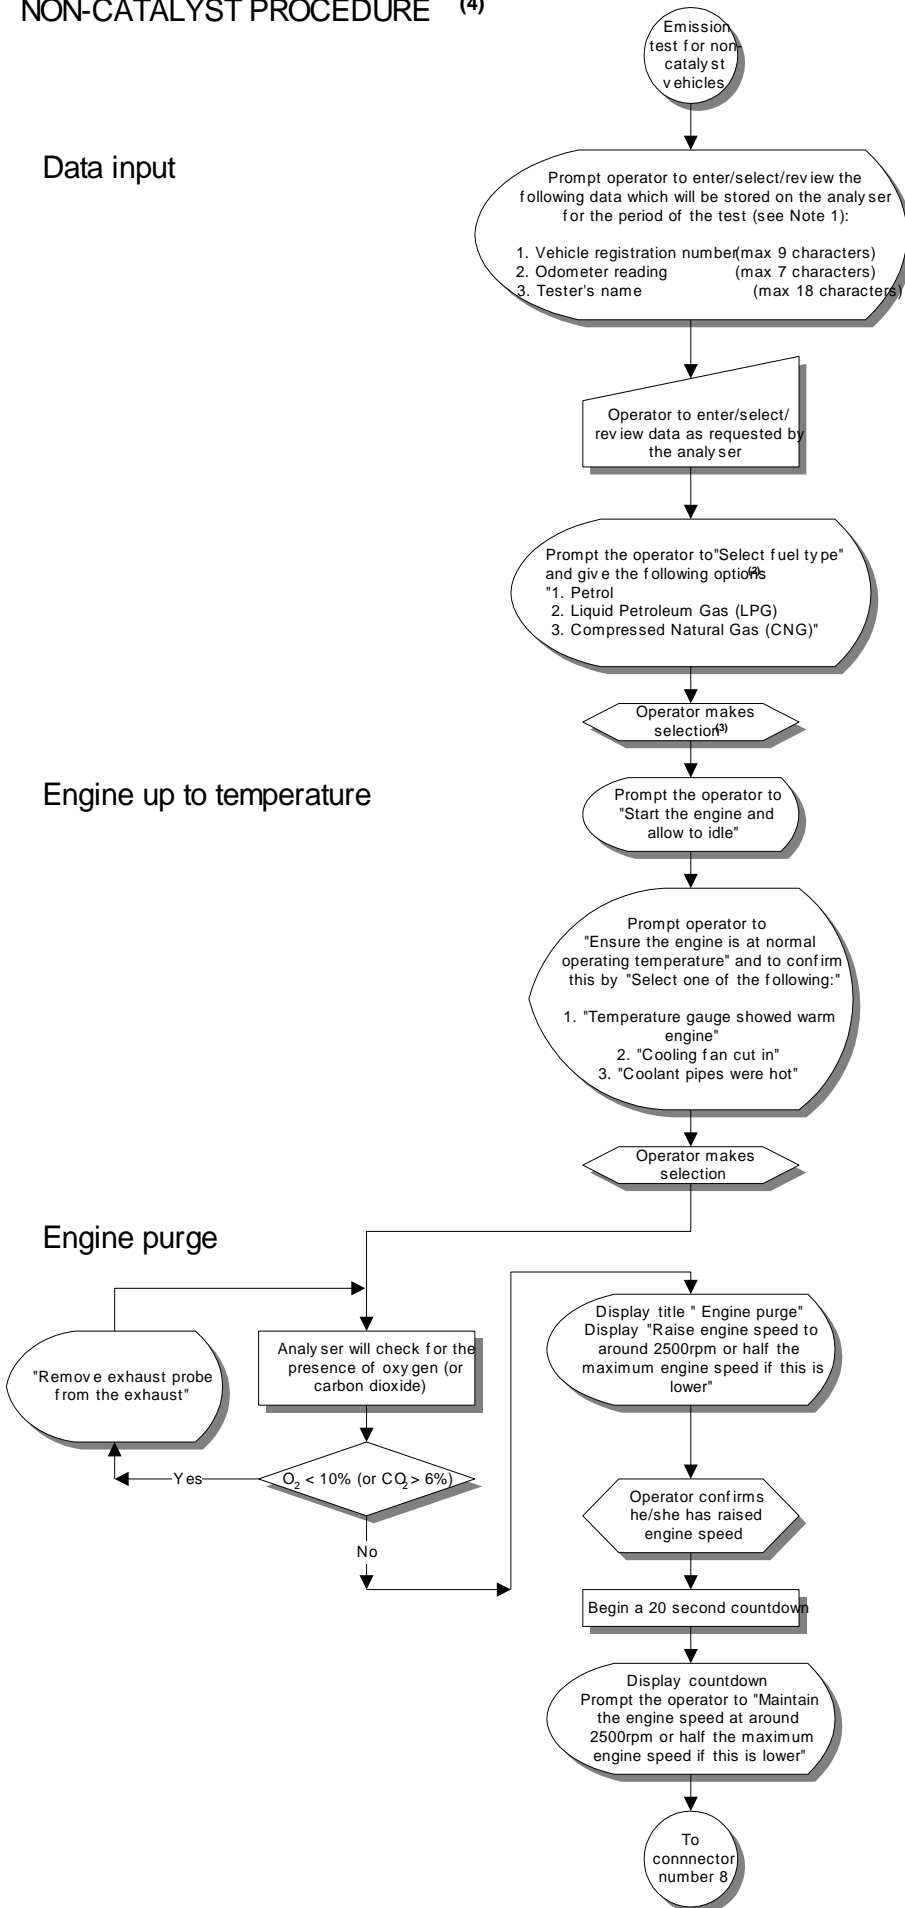 NON-CATALYST PROCEDURE (4)
Emission
test for non-
catalyst
vehicles
Data input
Prompt operator to enter/select/review the
following data which will be stored on the analyser
for the period of the test (see Note 1):
1. Vehicle registration number (max 9 characters)
2. Odometer reading (max 7 characters)
3. Tester's name (max 18 characters)
Operator to enter/select/
review data as requested by
the analyser
Prompt the operator to "Select fuel type"
and give the following options (2)
"1. Petrol
2. Liquid Petroleum Gas (LPG)
3. Compressed Natural Gas (CNG)"
Operator makes
selection (3)
Engine up to temperature
Prompt the operator to
"Start the engine and
allow to idle"
Prompt operator to
"Ensure the engine is at normal
operating temperature" and to confirm
this by "Select one of the following:"
1. "Temperature gauge showed warm
engine"
2. "Cooling fan cut in"
3. "Coolant pipes were hot"
Operator makes
selection
Engine purge
"Remove exhaust probe
from the exhaust"
Analyser will check for the
presence of oxygen (or
carbon dioxide)
O2 < 10% (or CO2 > 6%)
Yes
No
Display title " Engine purge"
Display "Raise engine speed to
around 2500rpm or half the
maximum engine speed if this is
lower"
Operator confirms
he/she has raised
engine speed
Begin a 20 second countdown
Display countdown
Prompt the operator to "Maintain
the engine speed at around
2500rpm or half the maximum
engine speed if this is lower"
To
connnector
number 8